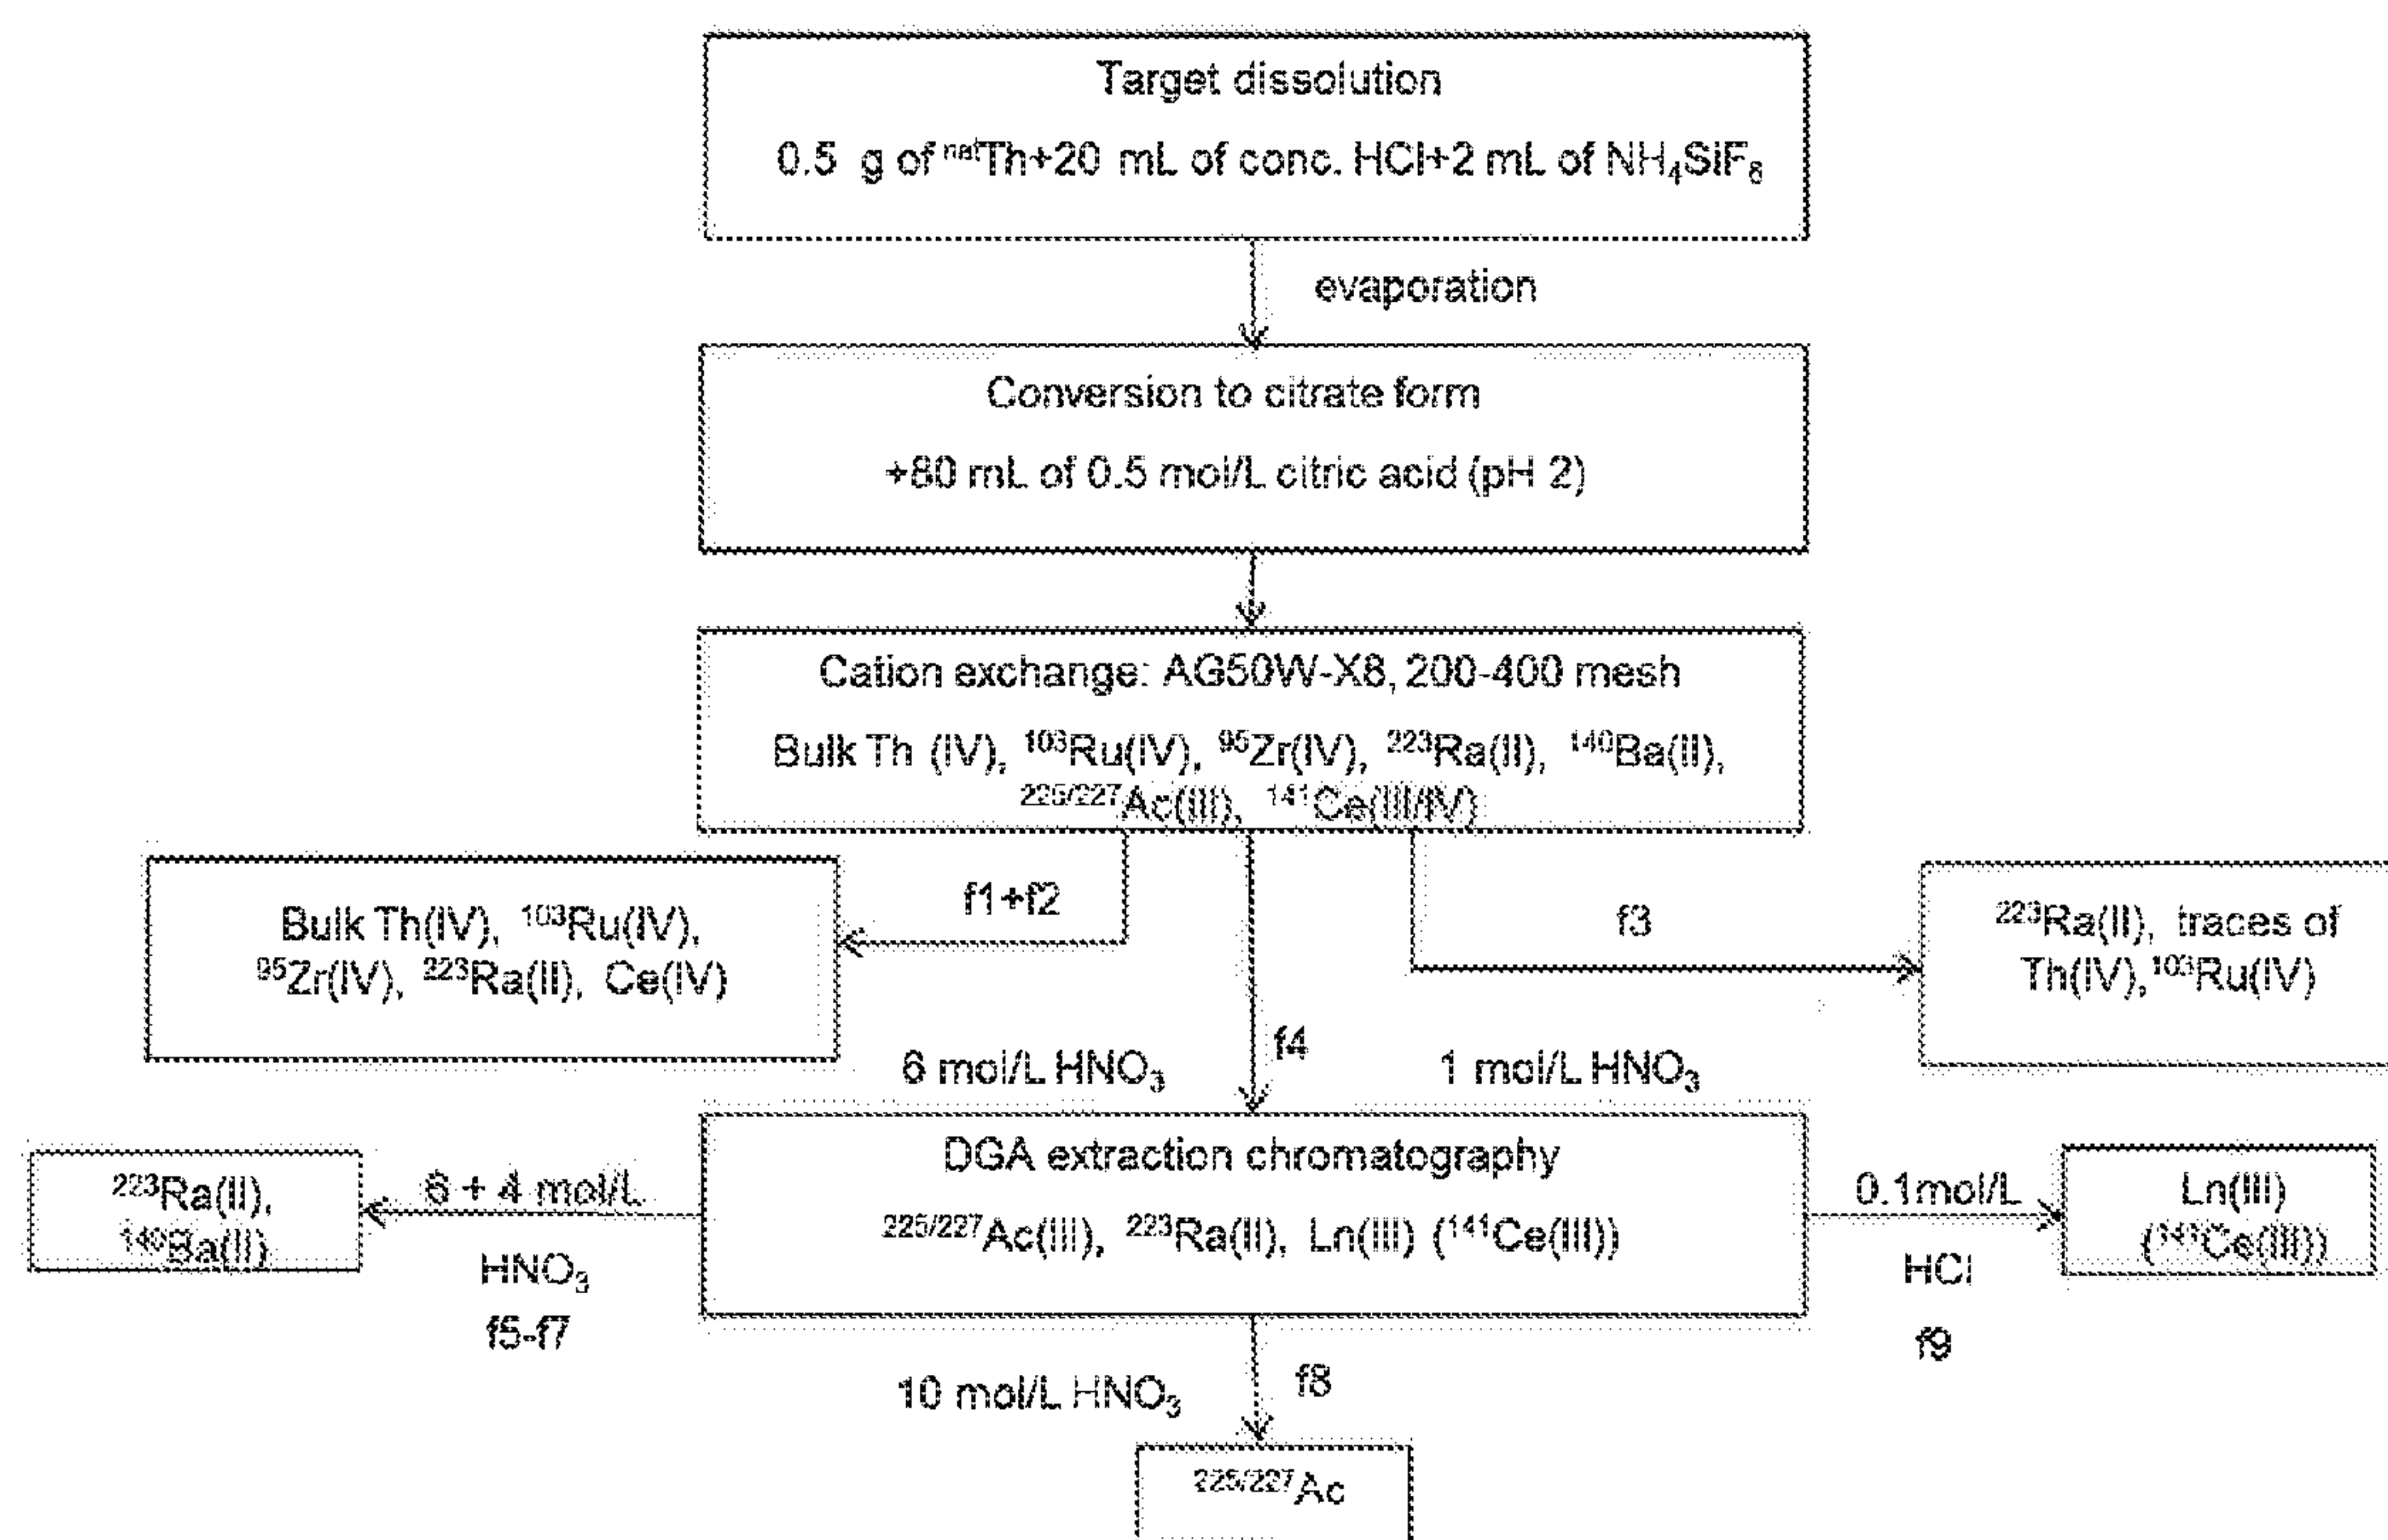 Target dissolution
0.5 g of ⁿᵃᵗTh+20 mL of conc. HCl+2 mL of NH₄SiF₆
evaporation
Conversion to citrate form
+80 mL of 0.5 mol/L citric acid (pH 2)
Cation exchange: AG50W-X8, 200-400 mesh
Bulk Th (IV), ¹⁰³Ru(IV), ⁹⁵Zr(IV), ²²³Ra(II), ¹⁴⁰Ba(II),
²²⁵/²²⁷Ac(III), ¹⁴¹Ce(III/IV)
f1+f2
f3
Bulk Th(IV), ¹⁰³Ru(IV),
⁹⁵Zr(IV), ²²³Ra(II), Ce(IV)
²²³Ra(II), traces of
Th(IV),¹⁰³Ru(IV)
6 mol/L HNO₃
f4
1 mol/L HNO₃
DGA extraction chromatography
²²⁵/²²⁷Ac(III), ²²³Ra(II), Ln(III) (¹⁴¹Ce(III))
²²³Ra(II),
¹⁴⁰Ba(II)
6 + 4 mol/L
HNO₃
f5-f7
0.1mol/L
HCl
f9
Ln(III)
(¹⁴¹Ce(III))
10 mol/L HNO₃
f8
²²⁵/²²⁷Ac